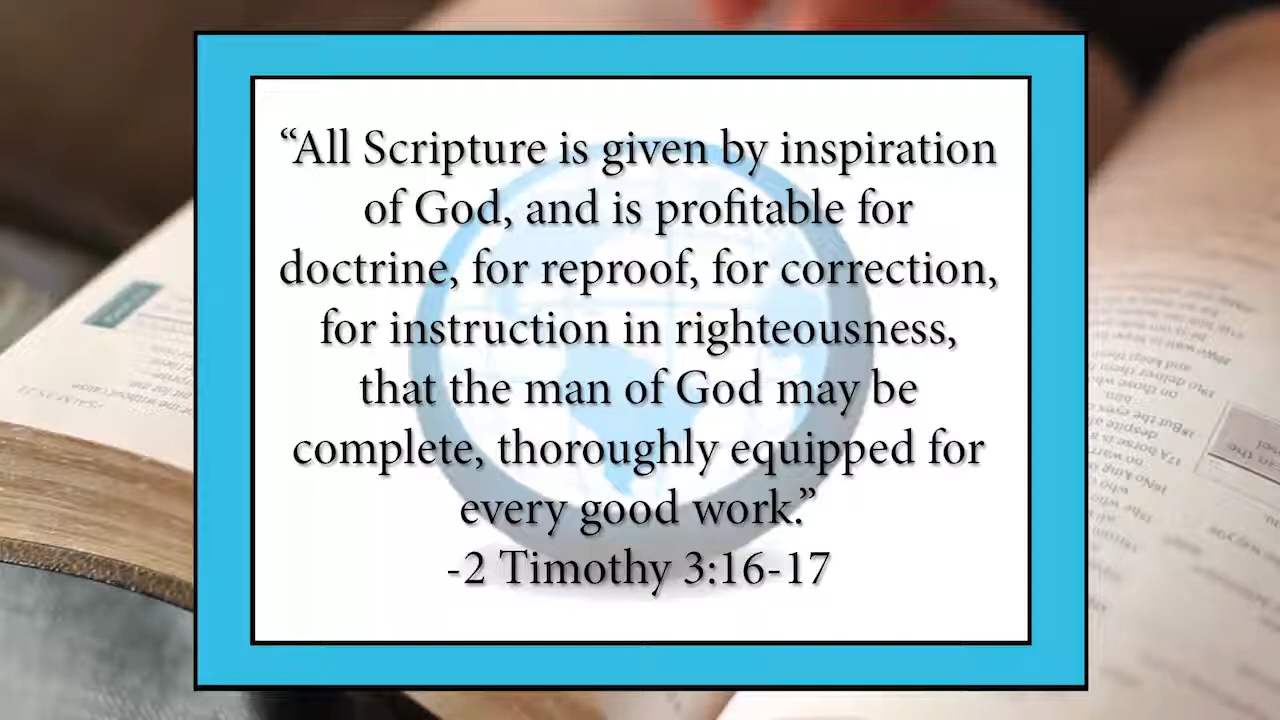 “All Scripture is given by inspiration
of God, and is profitable for
doctrine, for reproof, for correction,
for instruction in righteousness,
that the man of God may be
complete, thoroughly equipped for
every good work.”
-2 Timothy 3:16-17